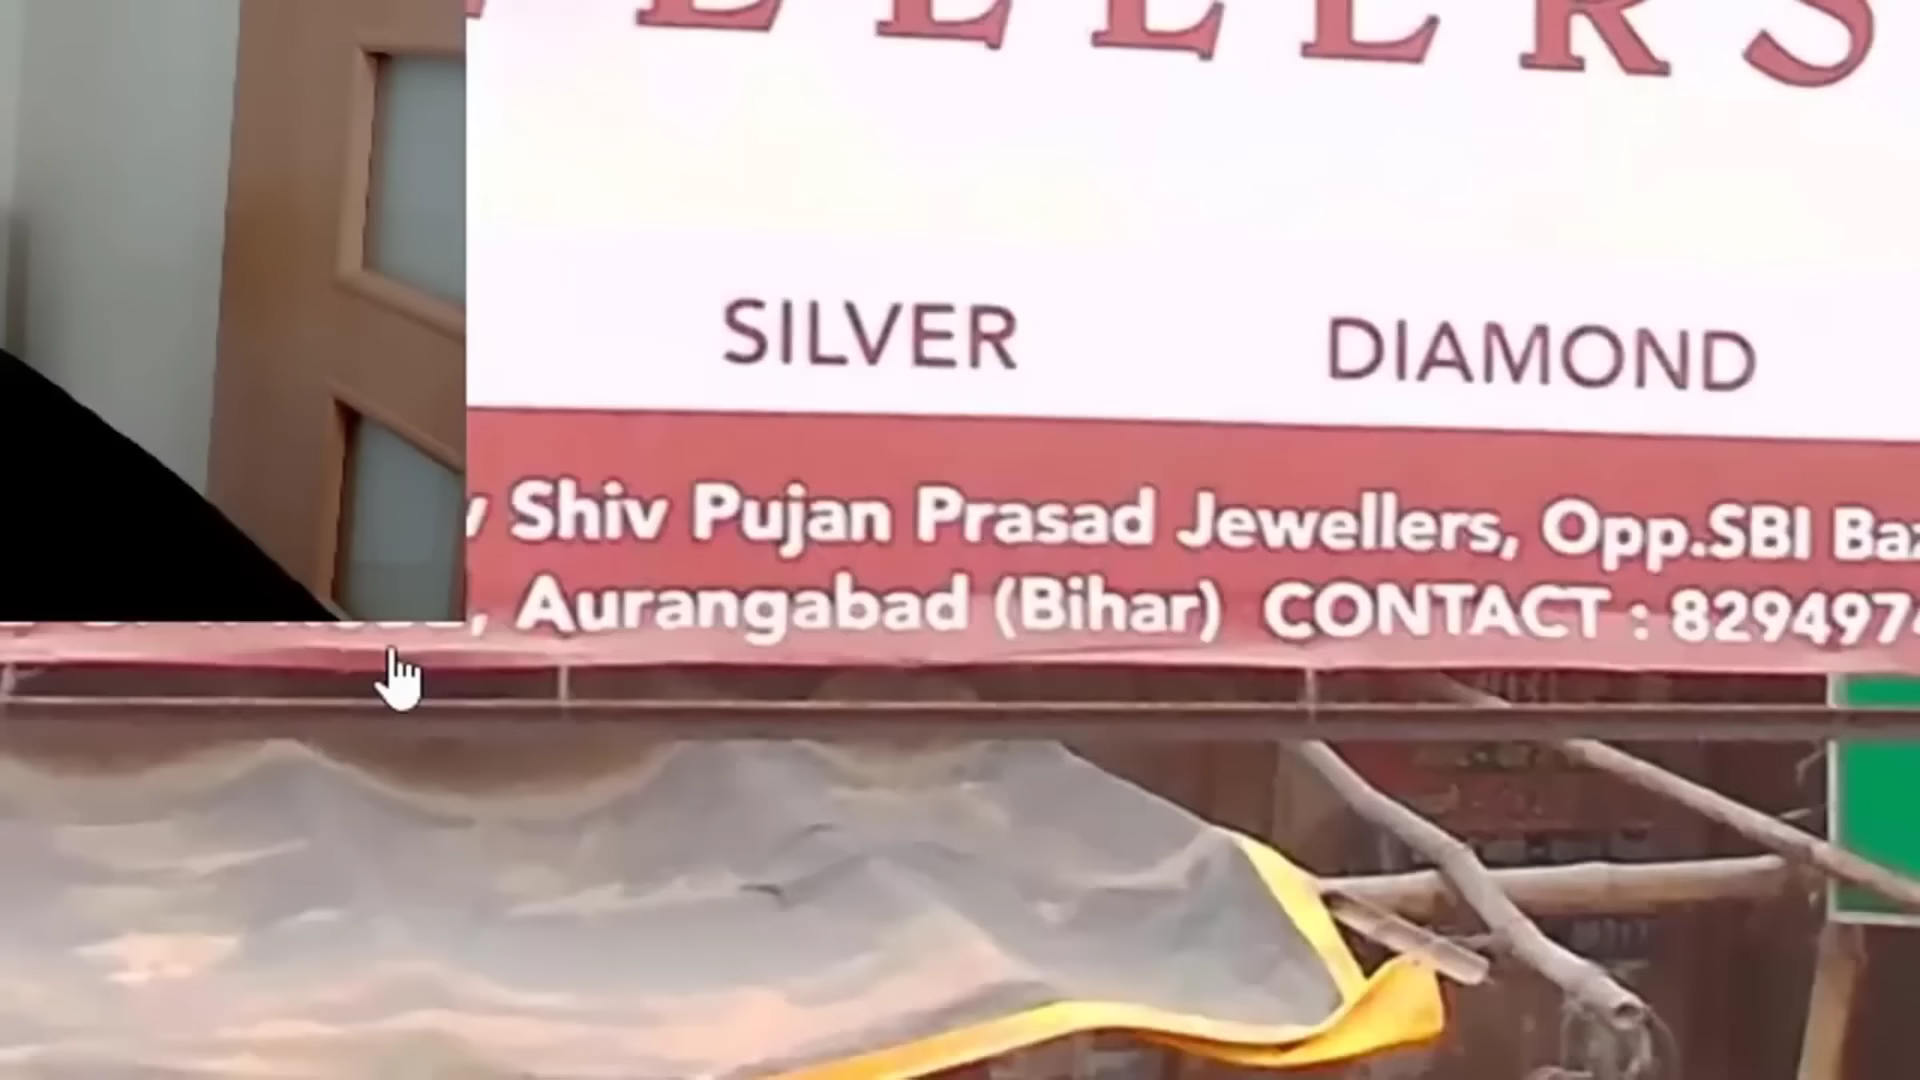 ELLERS
SILVER DIAMOND
Shiv Pujan Prasad Jewellers, Opp.SBI
, Aurangabad (Bihar) CONTACT : 829497